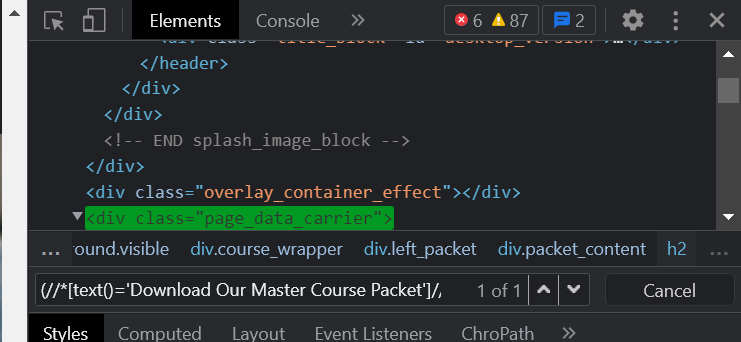 Elements Console » 6 87 2
</header>
</div>
</div>
<!-- END splash_image_block -->
</div>
<div class="overlay_container_effect"></div>
<div class="page_data_carrier">
... round.visible div.course_wrapper div.left_packet div.packet_content h2 ...
(//*[text()='Download Our Master Course Packet']/ 1 of 1 Cancel
Styles Computed Layout Event Listeners ChroPath »